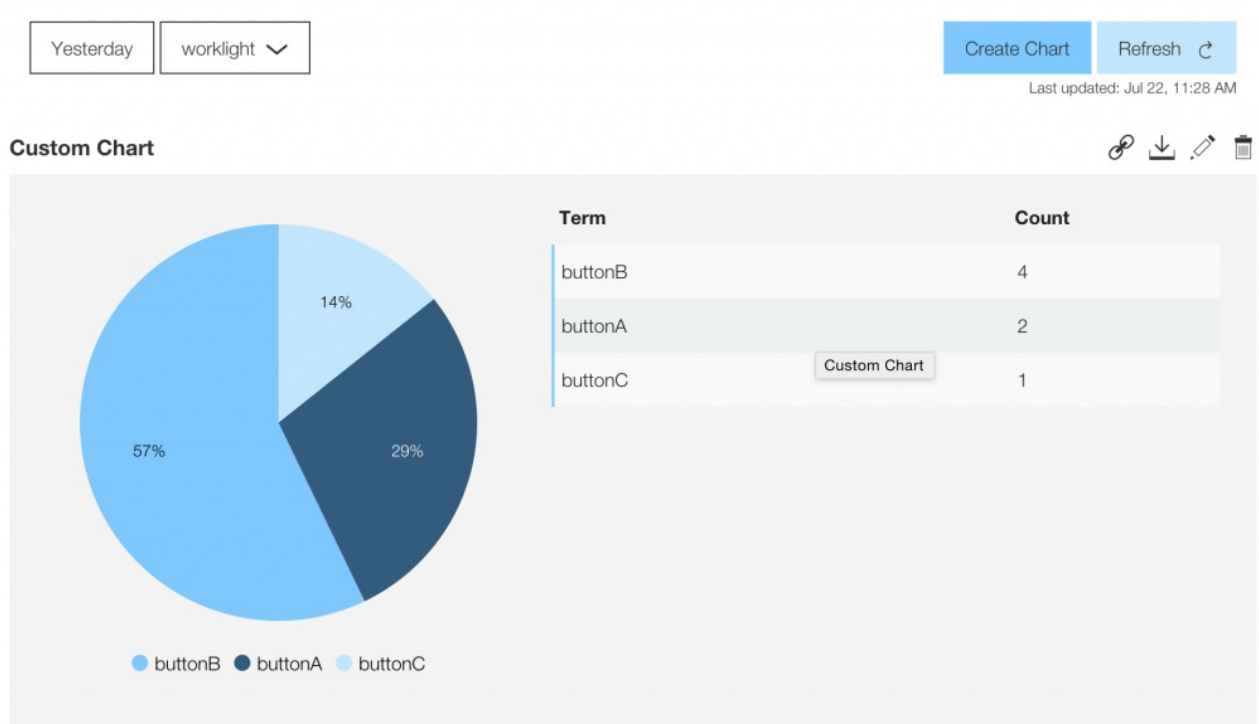 Yesterday worklight Create Chart Refresh
Last updated: Jul 22, 11:28 AM
Custom Chart
Term Count
buttonB 4
buttonA 2
Custom Chart
buttonC 1
14%
57% 29%
buttonB buttonA buttonC